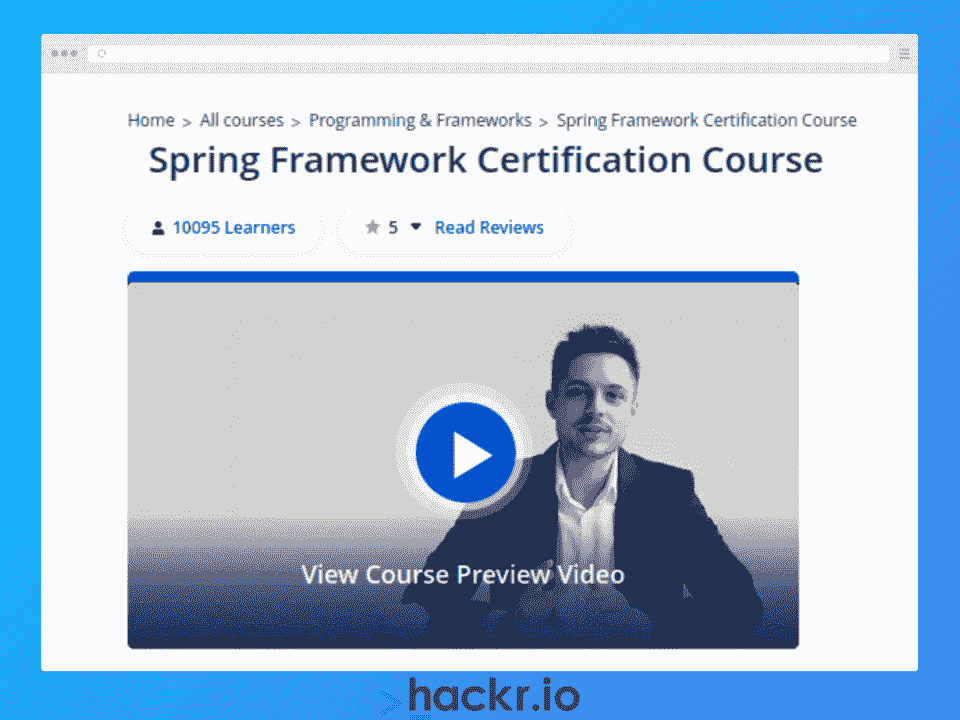 Home > All courses > Programming & Frameworks > Spring Framework Certification Course
Spring Framework Certification Course
10095 Learners
5 Read Reviews
View Course Preview Video
>hackr.io